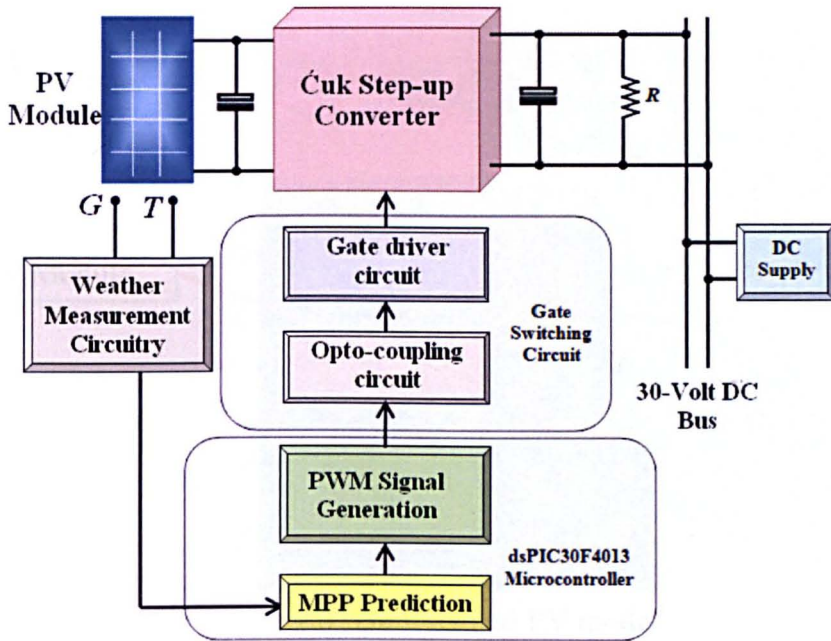 PV
Module
Ćuk Step-up
Converter
R
G T
Gate driver
circuit
DC
Supply
Weather
Measurement
Circuitry
Gate
Switching
Circuit
Opto-coupling
circuit
30-Volt DC
Bus
PWM Signal
Generation
dsPIC30F4013
Microcontroller
MPP Prediction